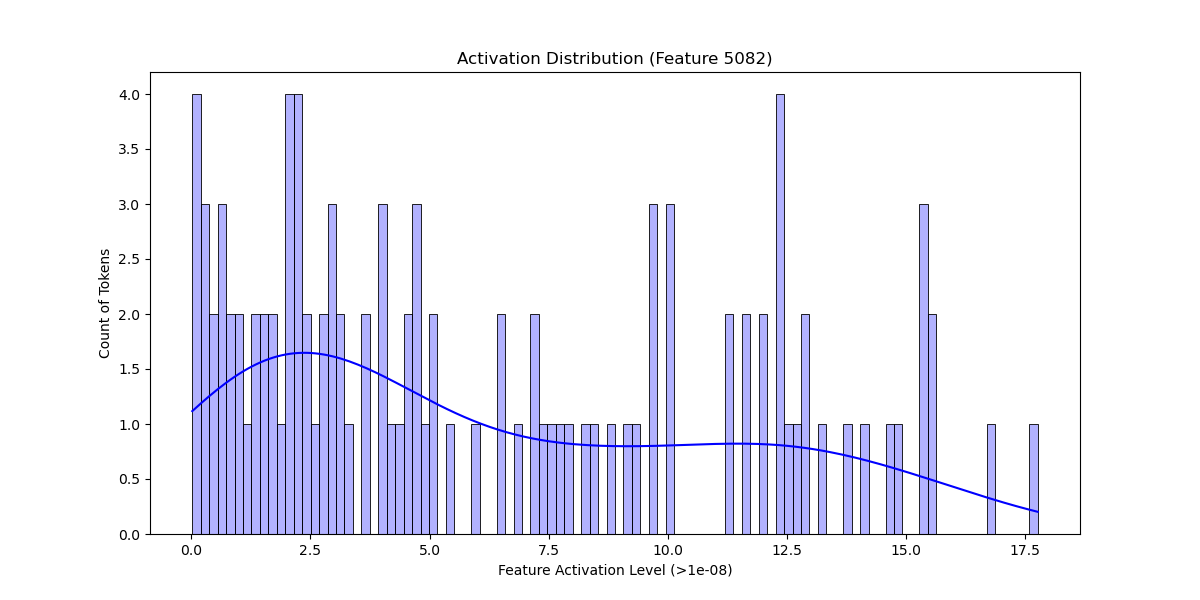 Activation Distribution (Feature 5082)
4.0
3.5
3.0
2.5
2.0
1.5
1.0
0.5
0.0
Count of Tokens
0.0 2.5 5.0 7.5 10.0 12.5 15.0 17.5
Feature Activation Level (>1e-08)